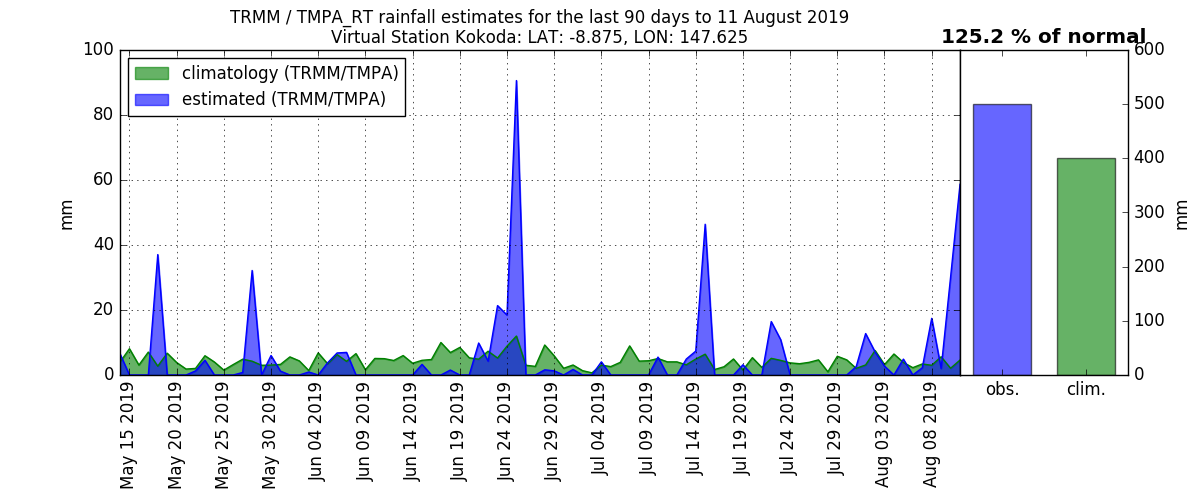 TRMM / TMPA_RT rainfall estimates for the last 90 days to 11 August 2019
Virtual Station Kokoda: LAT: -8.875, LON: 147.625
125.2 % of normal
climatology (TRMM/TMPA)
estimated (TRMM/TMPA)
100
80
60
40
20
0
mm
May 15 2019
May 20 2019
May 25 2019
May 30 2019
Jun 04 2019
Jun 09 2019
Jun 14 2019
Jun 19 2019
Jun 24 2019
Jun 29 2019
Jul 04 2019
Jul 09 2019
Jul 14 2019
Jul 19 2019
Jul 24 2019
Jul 29 2019
Aug 03 2019
Aug 08 2019
obs.
clim.
600
500
400
300
200
100
0
mm